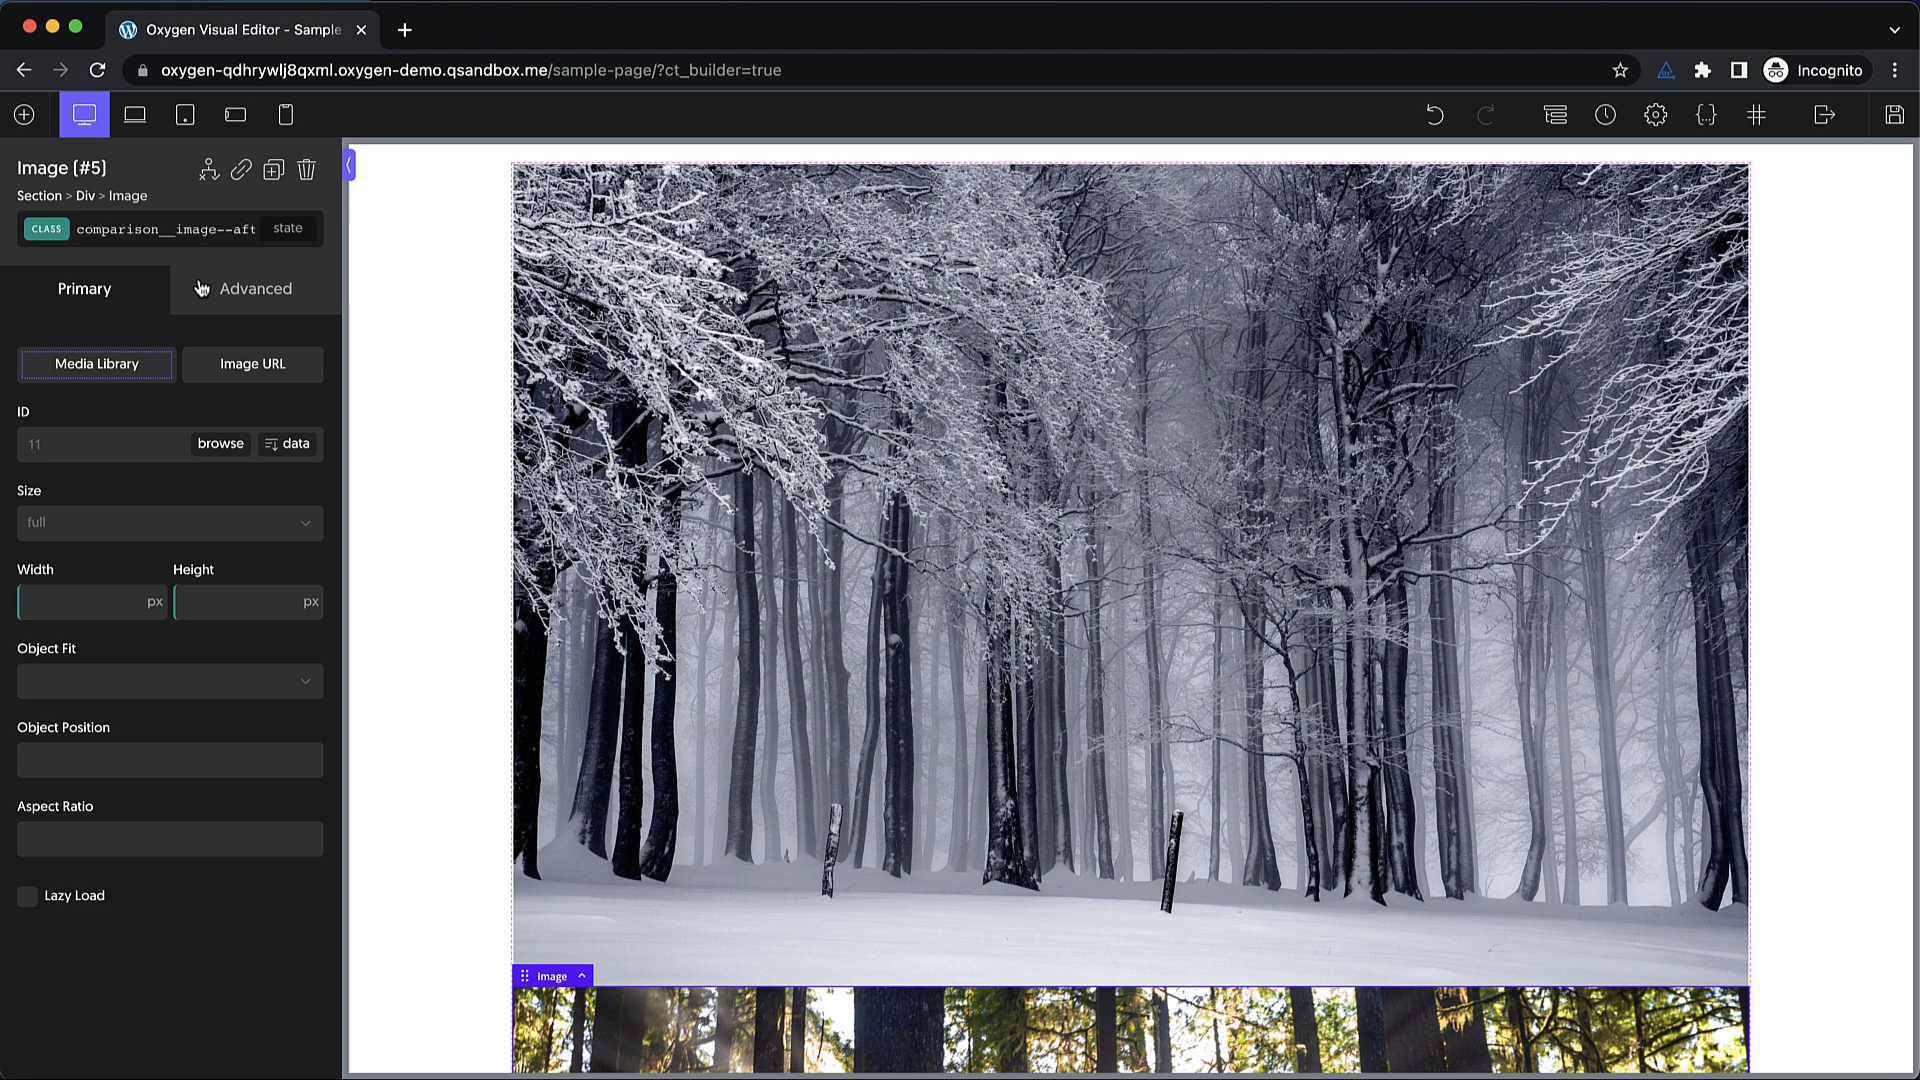 Oxygen Visual Editor - Sample
oxygen-qdhrywlj8qxml.oxygen-demo.qsandbox.me/sample-page/?ct_builder=true
Incognito
Image (#5)
Section > Div > Image
CLASS comparison__image--aft state
Primary Advanced
Media Library Image URL
ID
11 browse data
Size
full
Width Height
px px
Object Fit
Object Position
Aspect Ratio
Lazy Load
Image